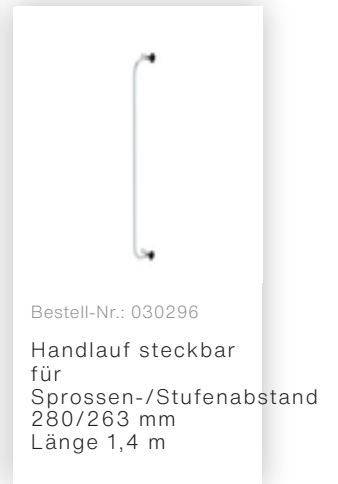 Bestell-Nr.: 030296
Handlauf steckbar
für
Sprossen-/Stufenabstand
280/263 mm
Länge 1,4 m